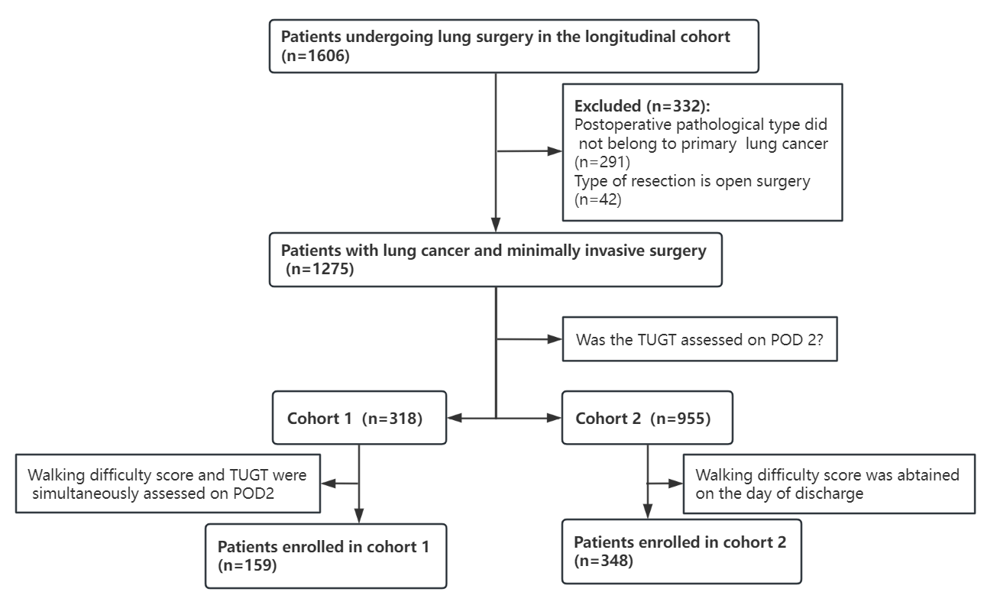 Patients undergoing lung surgery in the longitudinal cohort
(n=1606)
Excluded (n=332):
Postoperative pathological type did
not belong to primary lung cancer
(n=291)
Type of resection is open surgery
(n=42)
Patients with lung cancer and minimally invasive surgery
(n=1275)
Was the TUGT assessed on POD 2?
Cohort 1 (n=318)
Cohort 2 (n=955)
Walking difficulty score and TUGT were
simultaneously assessed on POD2
Walking difficulty score was abtained
on the day of discharge
Patients enrolled in cohort 1
(n=159)
Patients enrolled in cohort 2
(n=348)